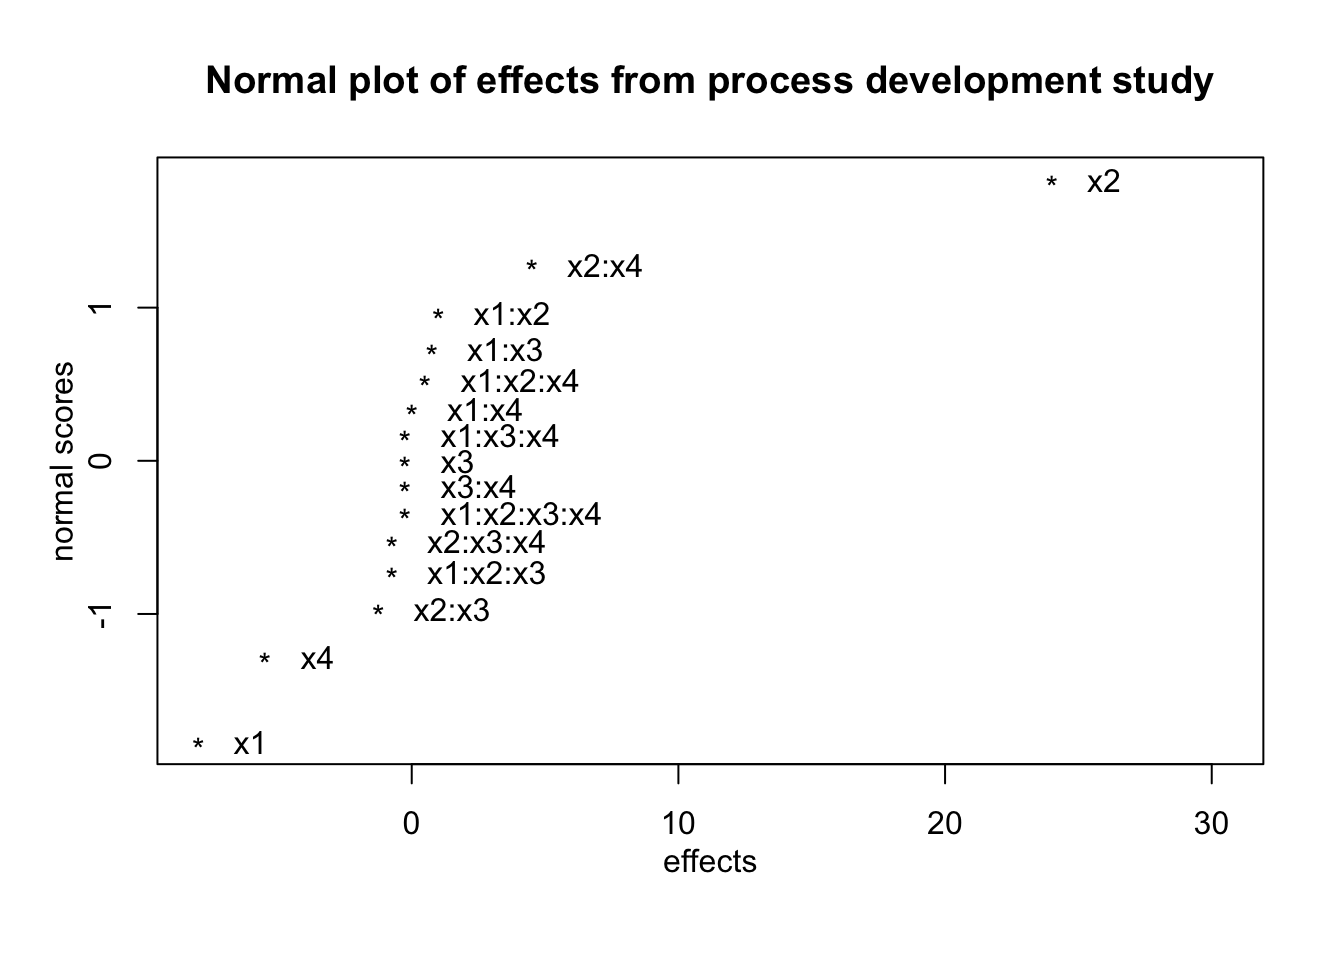 Normal plot of effects from process development study
* x2
* x2:x4
* x1:x2
* x1:x3
* x1:x2:x4
* x1:x4
* x1:x3:x4
* x3
* x3:x4
* x1:x2:x3:x4
* x2:x3:x4
* x1:x2:x3
* x2:x3
* x4
* x1
1
0
-1
normal scores
0 10 20 30
effects